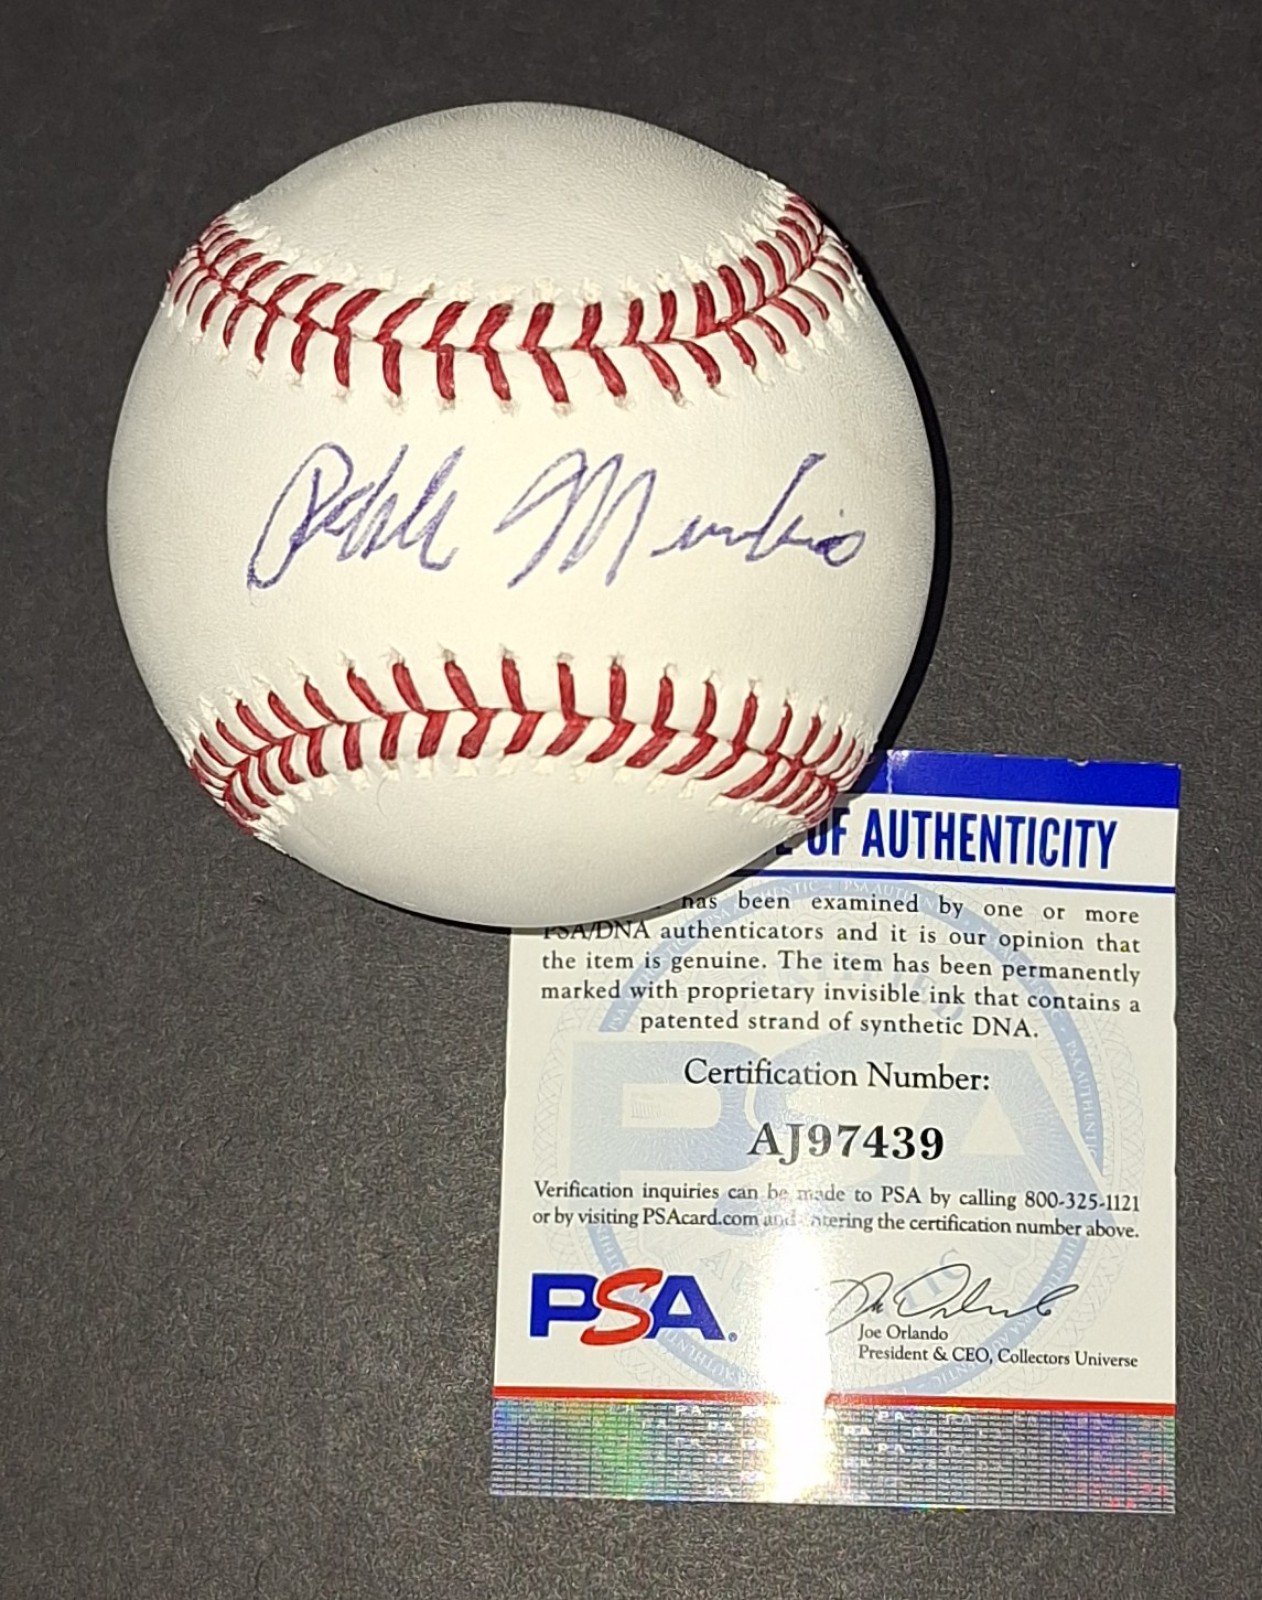 OF AUTHENTICITY
has been examined by one or more
PSA/DNA authenticators and it is our opinion that
the item is genuine. The item has been permanently
marked with proprietary invisible ink that contains a
patented strand of synthetic DNA.
Certification Number:
AJ97439
Verification inquiries can be made to PSA by calling 800-325-1121
or by visiting PSAcard.com and entering the certification number above.
PSA
Joe Orlando
President & CEO, Collectors Universe